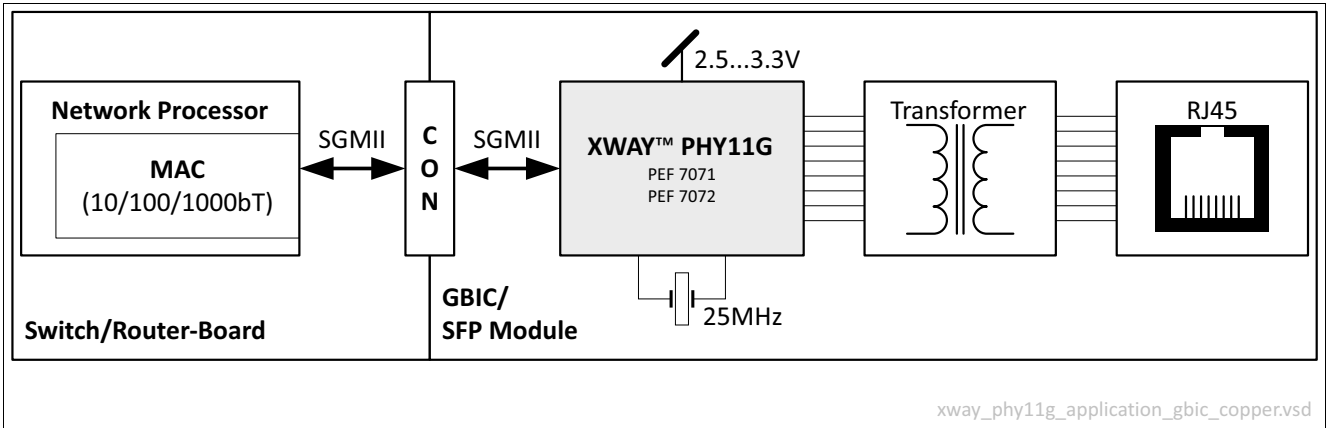 Network Processor
MAC
(10/100/1000bT)
SGMII
C
O
N
SGMII
2.5...3.3V
XWAY™ PHY11G
PEF 7071
PEF 7072
25MHz
Transformer
RJ45
Switch/Router-Board
GBIC/
SFP Module
xway_phy11g_application_gbic_copper.vsd